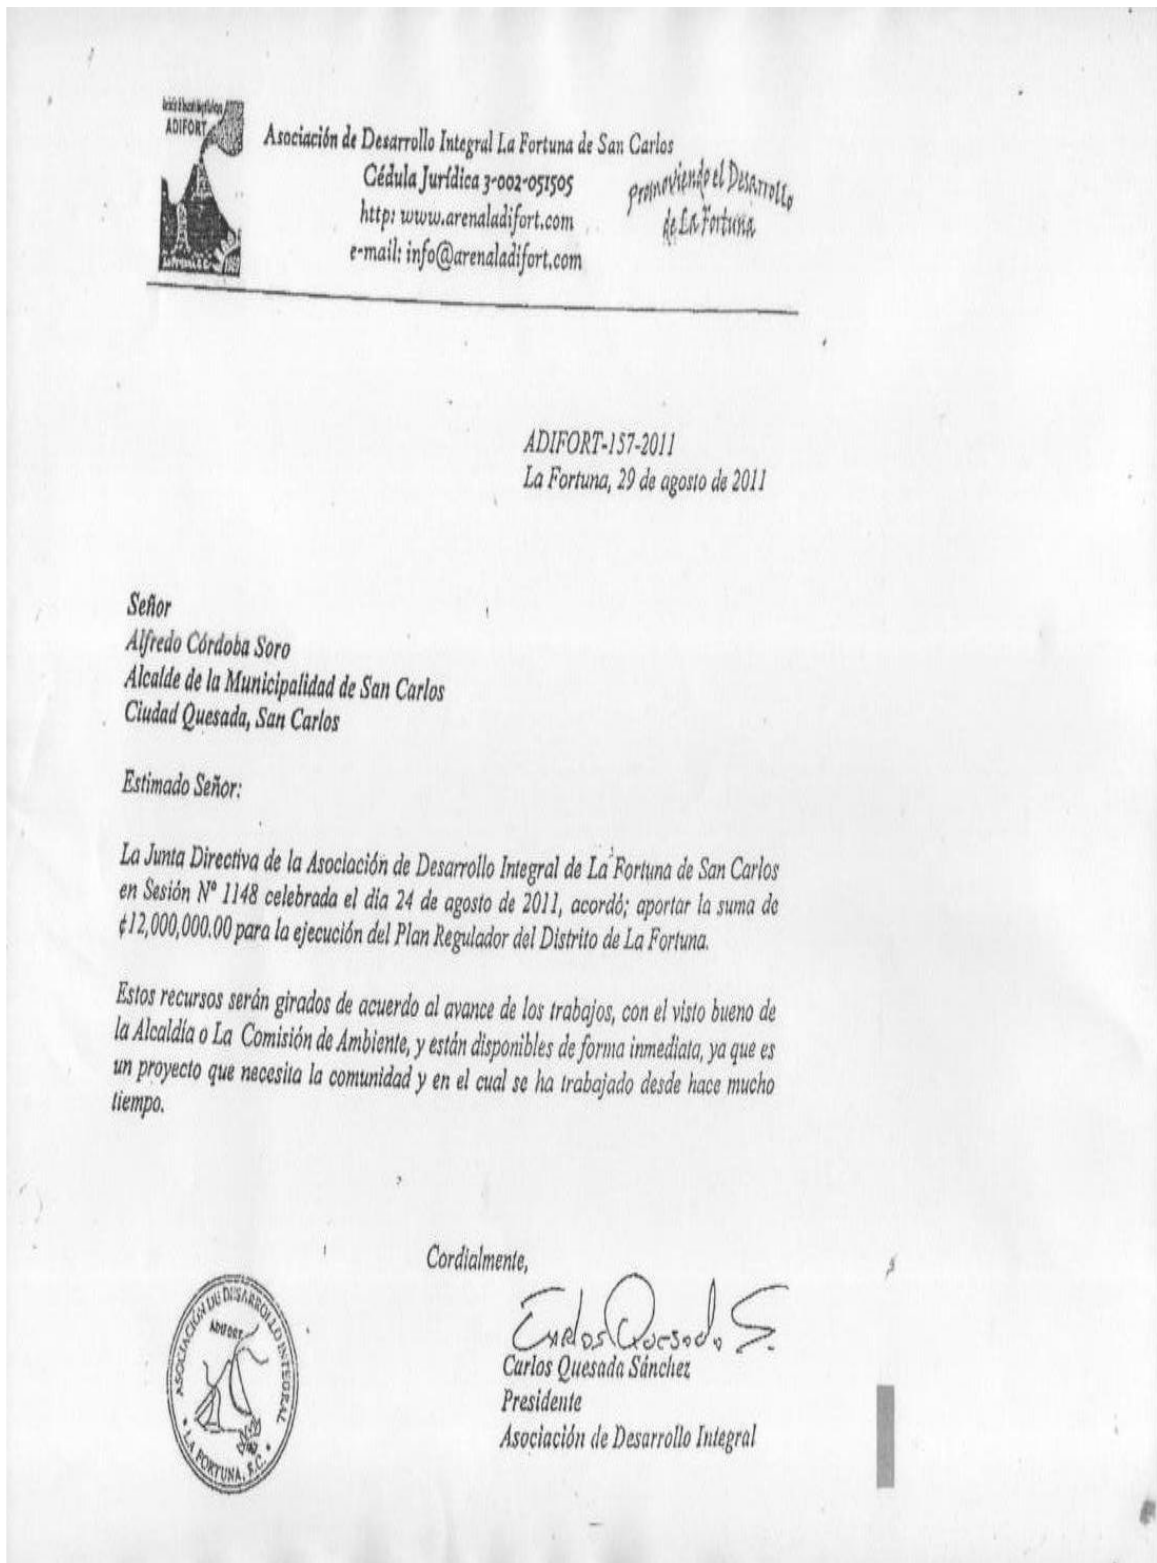 ADIFORT
Asociación de Desarrollo Integral La Fortuna de San Carlos
Cédula Jurídica 3-002-051505
http: www.arenaladifort.com
e-mail: info@arenaladifort.com
Promoviendo el Desarrollo
de La Fortuna
ADIFORT-157-2011
La Fortuna, 29 de agosto de 2011
Señor
Alfredo Córdoba Soro
Alcalde de la Municipalidad de San Carlos
Ciudad Quesada, San Carlos
Estimado Señor:
La Junta Directiva de la Asociación de Desarrollo Integral de La Fortuna de San Carlos
en Sesión Nº 1148 celebrada el día 24 de agosto de 2011, acordó; aportar la suma de
¢12,000,000.00 para la ejecución del Plan Regulador del Distrito de La Fortuna.
Estos recursos serán girados de acuerdo al avance de los trabajos, con el visto bueno de
la Alcaldía o La Comisión de Ambiente, y están disponibles de forma inmediata, ya que es
un proyecto que necesita la comunidad y en el cual se ha trabajado desde hace mucho
tiempo.
Cordialmente,
Carlos Quesada S.
Carlos Quesada Sánchez
Presidente
Asociación de Desarrollo Integral
ASOCIACIÓN DE DESARROLLO INTEGRAL
ADIFORT
LA FORTUNA, S.C.